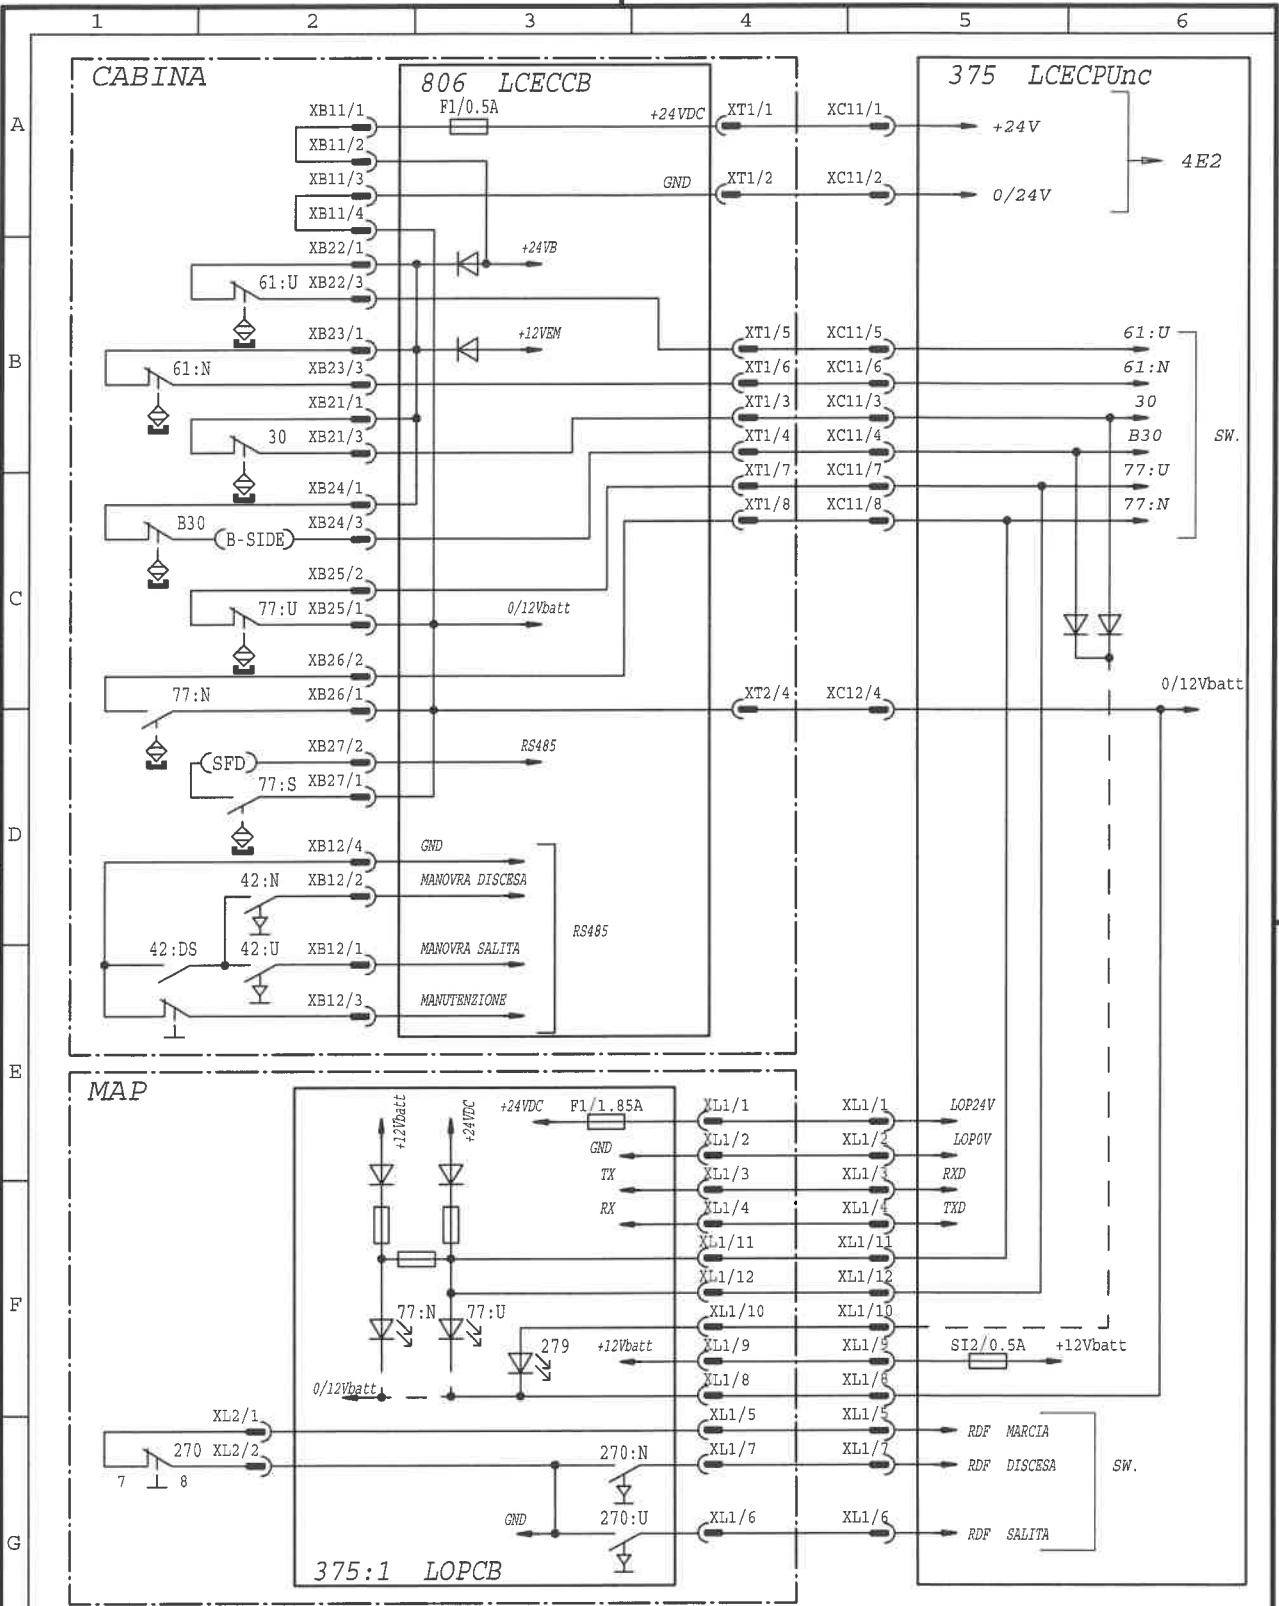 1 2 3 4 5 6
CABINA
806 LCECCB
375 LCECPUnc
A
XB11/1
F1/0.5A
+24VDC
XT1/1
XC11/1
+24V
XB11/2
4E2
XB11/3
GND
XT1/2
XC11/2
0/24V
XB11/4
XB22/1
+24VB
61:U XB22/3
XB23/1
+12VEM
XT1/5
XC11/5
61:U
B
61:N
XB23/3
XT1/6
XC11/6
61:N
XB21/1
XT1/3
XC11/3
30
30 XB21/3
XT1/4
XC11/4
B30
SW.
XT1/7
XC11/7
77:U
XB24/1
XT1/8
XC11/8
77:N
B30
(B-SIDE)
XB24/3
XB25/2
C
77:U XB25/1
0/12Vbatt
XB26/2
77:N
XB26/1
XT2/4
XC12/4
0/12Vbatt
(SFD)
XB27/2
RS485
77:S XB27/1
D
XB12/4
GND
42:N
XB12/2
MANOVRA DISCESA
RS485
42:DS
42:U
XB12/1
MANOVRA SALITA
XB12/3
MANUTENZIONE
E
MAP
+12Vbatt
+24VDC
+24VDC
F1/1.85A
XL1/1
XL1/1
LOP24V
GND
XL1/2
XL1/2
LOP0V
TX
XL1/3
XL1/3
RXD
RX
XL1/4
XL1/4
TXD
XL1/11
XL1/11
XL1/12
XL1/12
F
77:N
77:U
XL1/10
XL1/10
279
+12Vbatt
XL1/9
XL1/9
SI2/0.5A
+12Vbatt
0/12Vbatt
XL1/8
XL1/8
XL2/1
XL1/5
XL1/5
RDF MARCIA
270 XL2/2
270:N
XL1/7
XL1/7
RDF DISCESA
SW.
7 8
GND
270:U
XL1/6
XL1/6
RDF SALITA
G
375:1 LOPCB